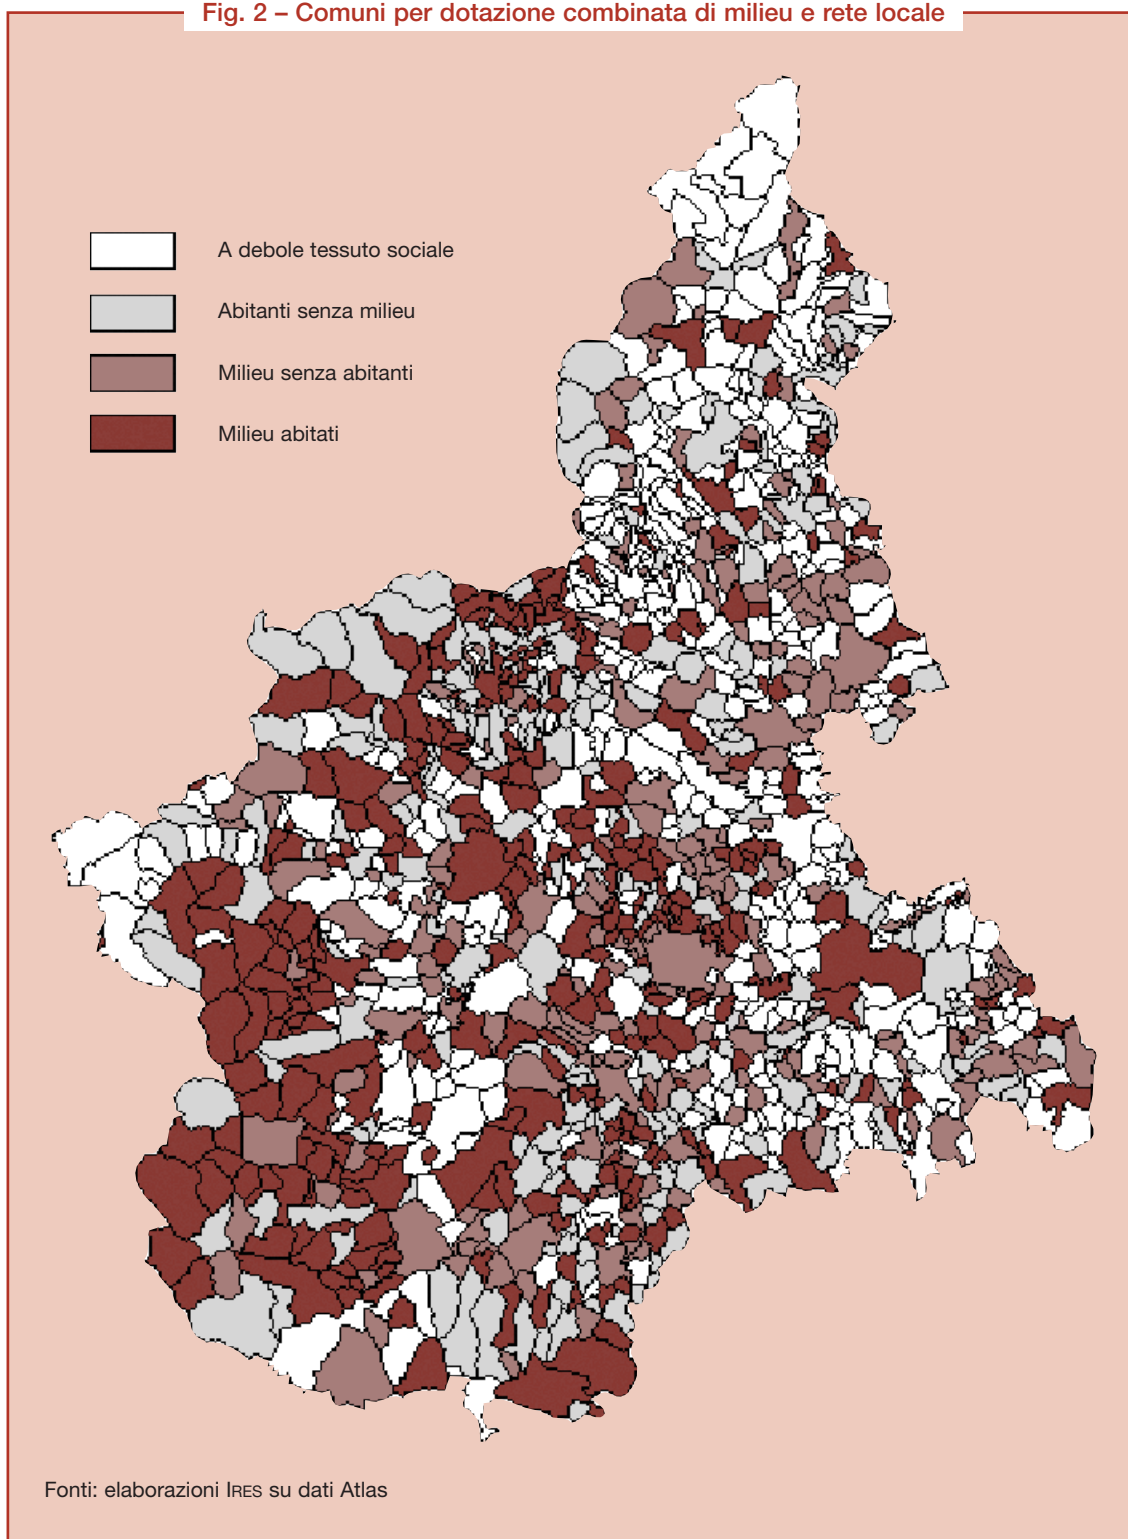 Fig. 2 – Comuni per dotazione combinata di milieu e rete locale
A debole tessuto sociale
Abitanti senza milieu
Milieu senza abitanti
Milieu abitati
Fonti: elaborazioni IRES su dati Atlas